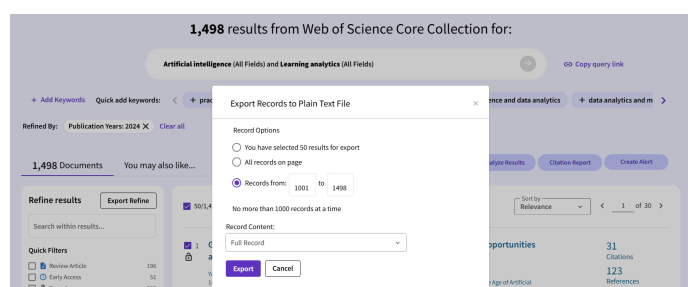 1,498 results from Web of Science Core Collection for:
Artificial intelligence (All Fields) and Learning analytics (All Fields)
Copy query link
+ Add Keywords Quick add keywords: < + prac
ence and data analytics + data analytics and m >
Refined By: Publication Years: 2024 X Clear all
Export Records to Plain Text File ×
Record Options
You have selected 50 results for export
All records on page
Records from: 1001 to 1498
No more than 1000 records at a time
Record Content:
Full Record
Export Cancel
1,498 Documents You may also like...
alyze Results Citation Report Create Alert
Refine results Export Refine
Search within results...
Quick Filters
Review Article 196
Early Access 51
50/1,4
Sort by
Relevance
< 1 of 30 >
1 G
a
pportunities
Age of Artificial
31
Citations
123
References